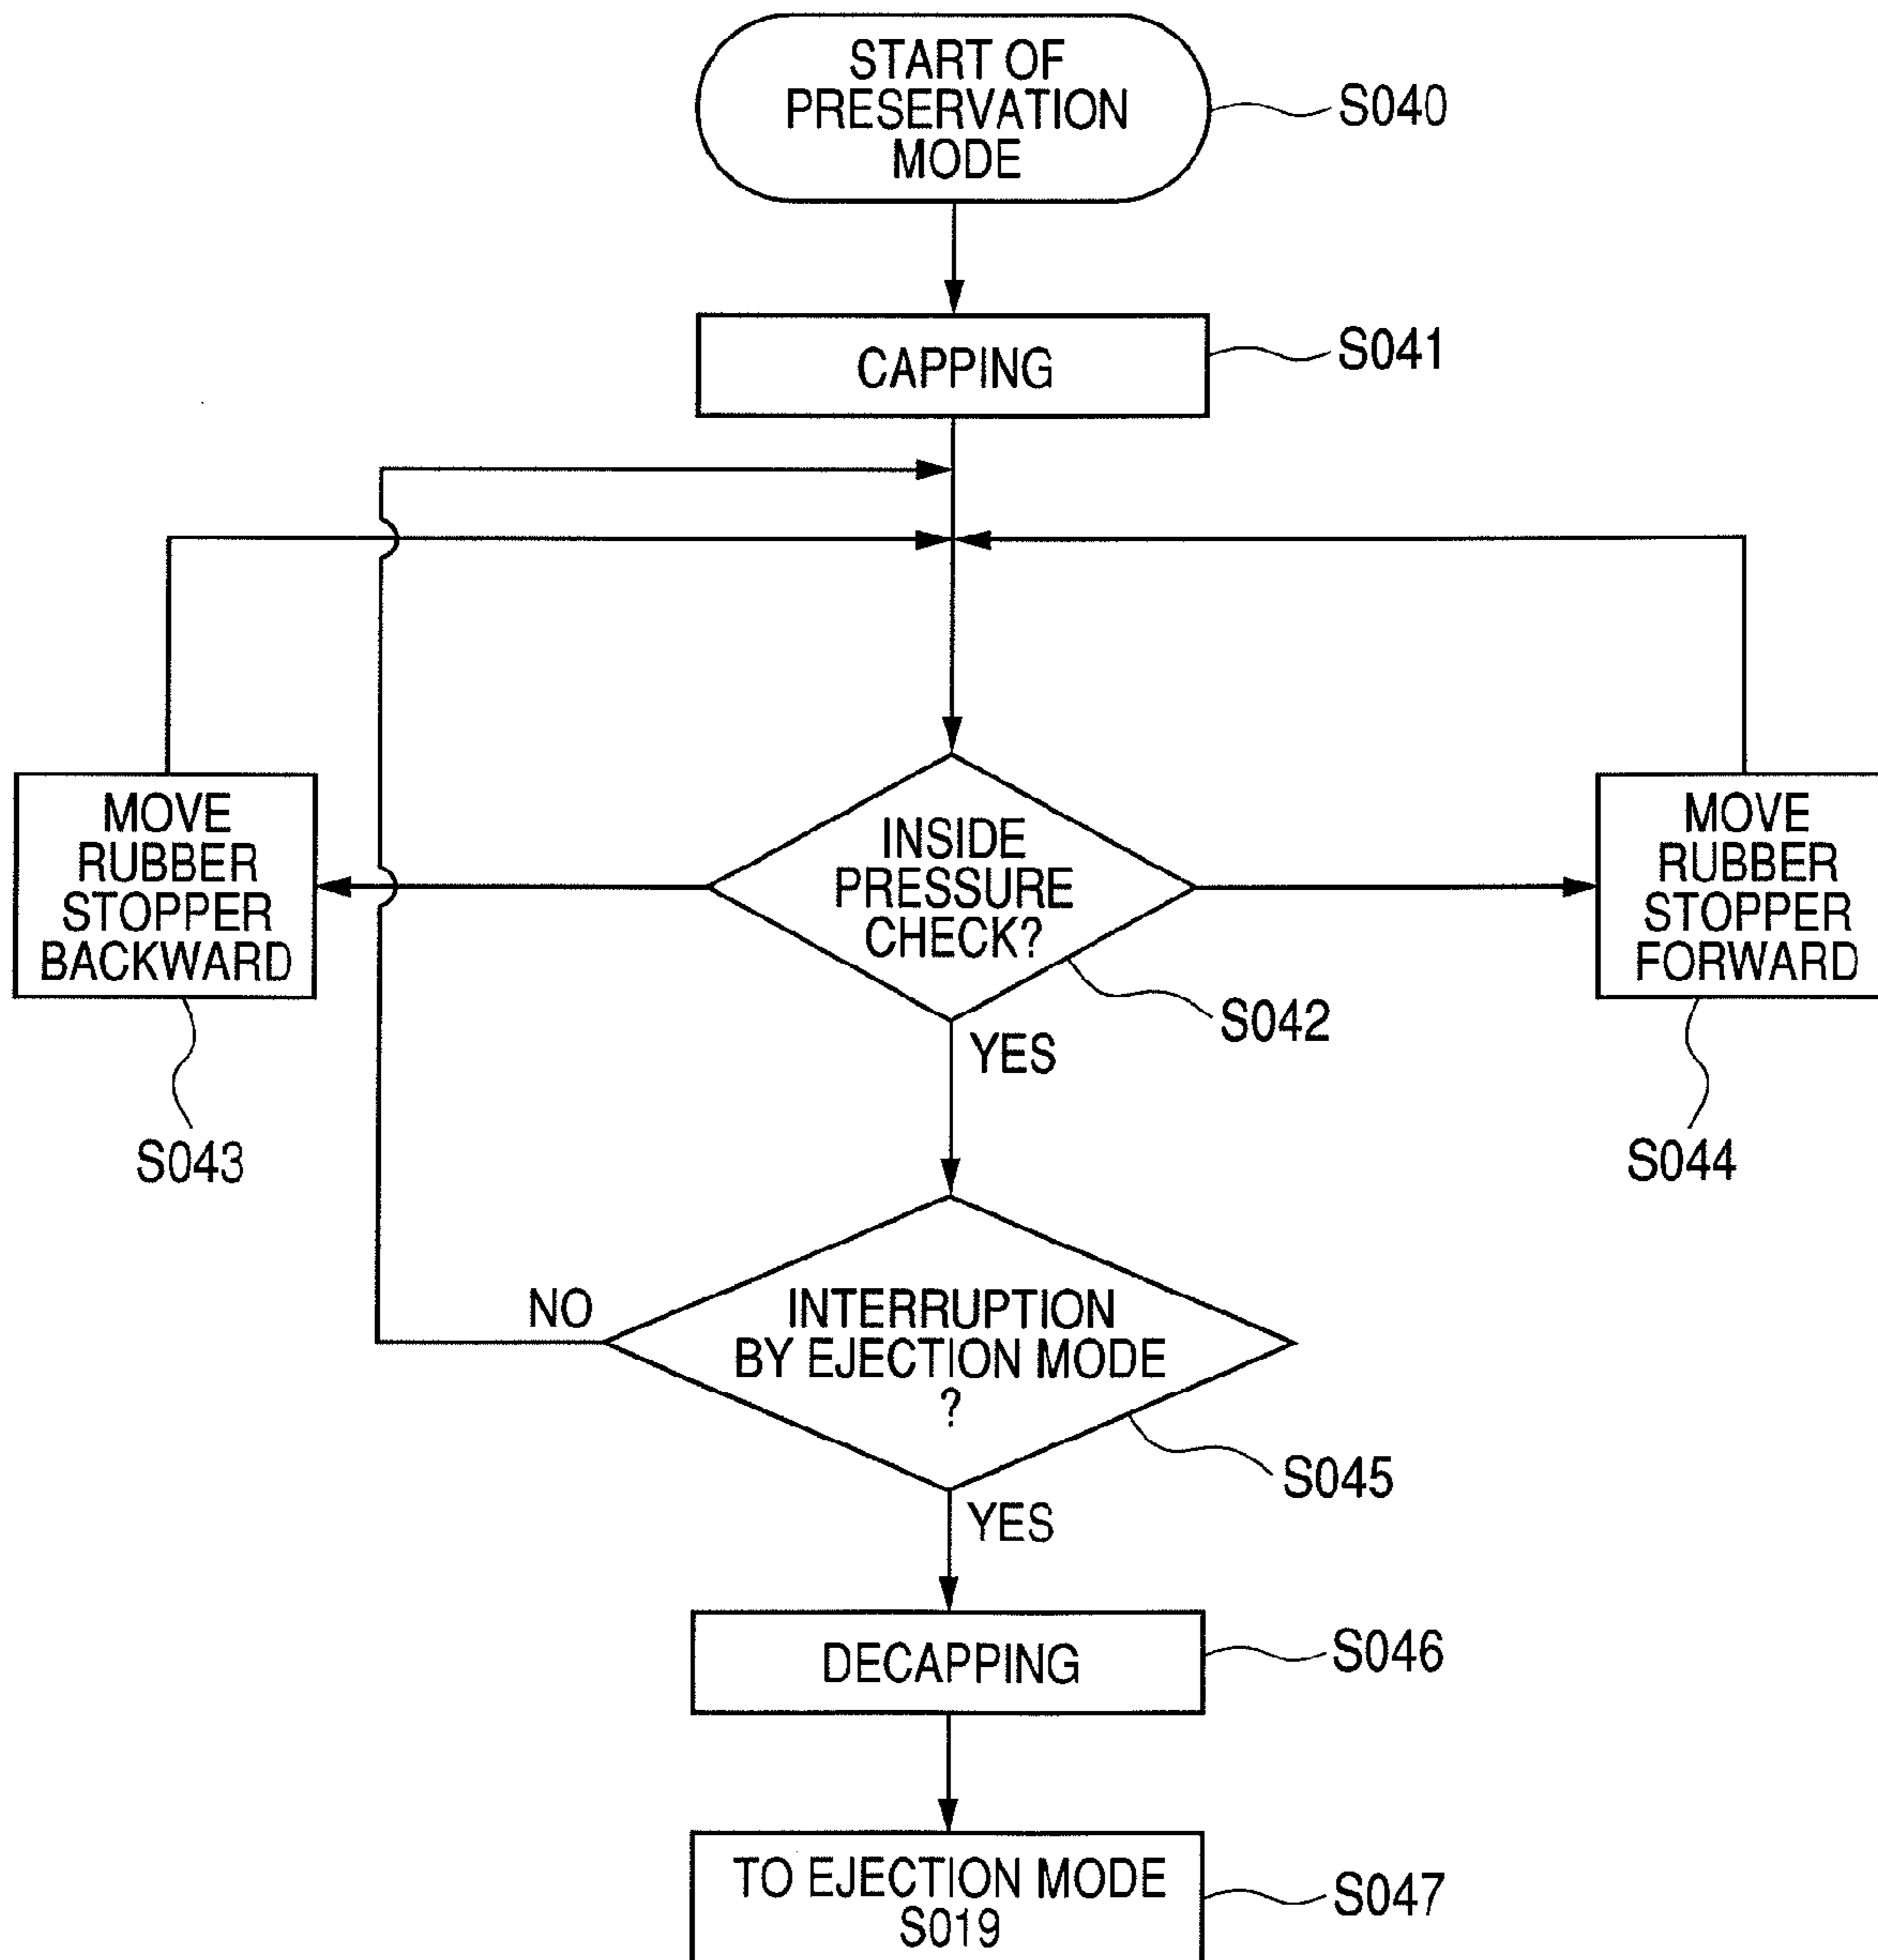 START OF
PRESERVATION
MODE
S040
CAPPING
S041
MOVE
RUBBER
STOPPER
BACKWARD
S043
INSIDE
PRESSURE
CHECK?
S042
YES
MOVE
RUBBER
STOPPER
FORWARD
S044
NO
INTERRUPTION
BY EJECTION MODE
?
S045
YES
DECAPPING
S046
TO EJECTION MODE
S019
S047